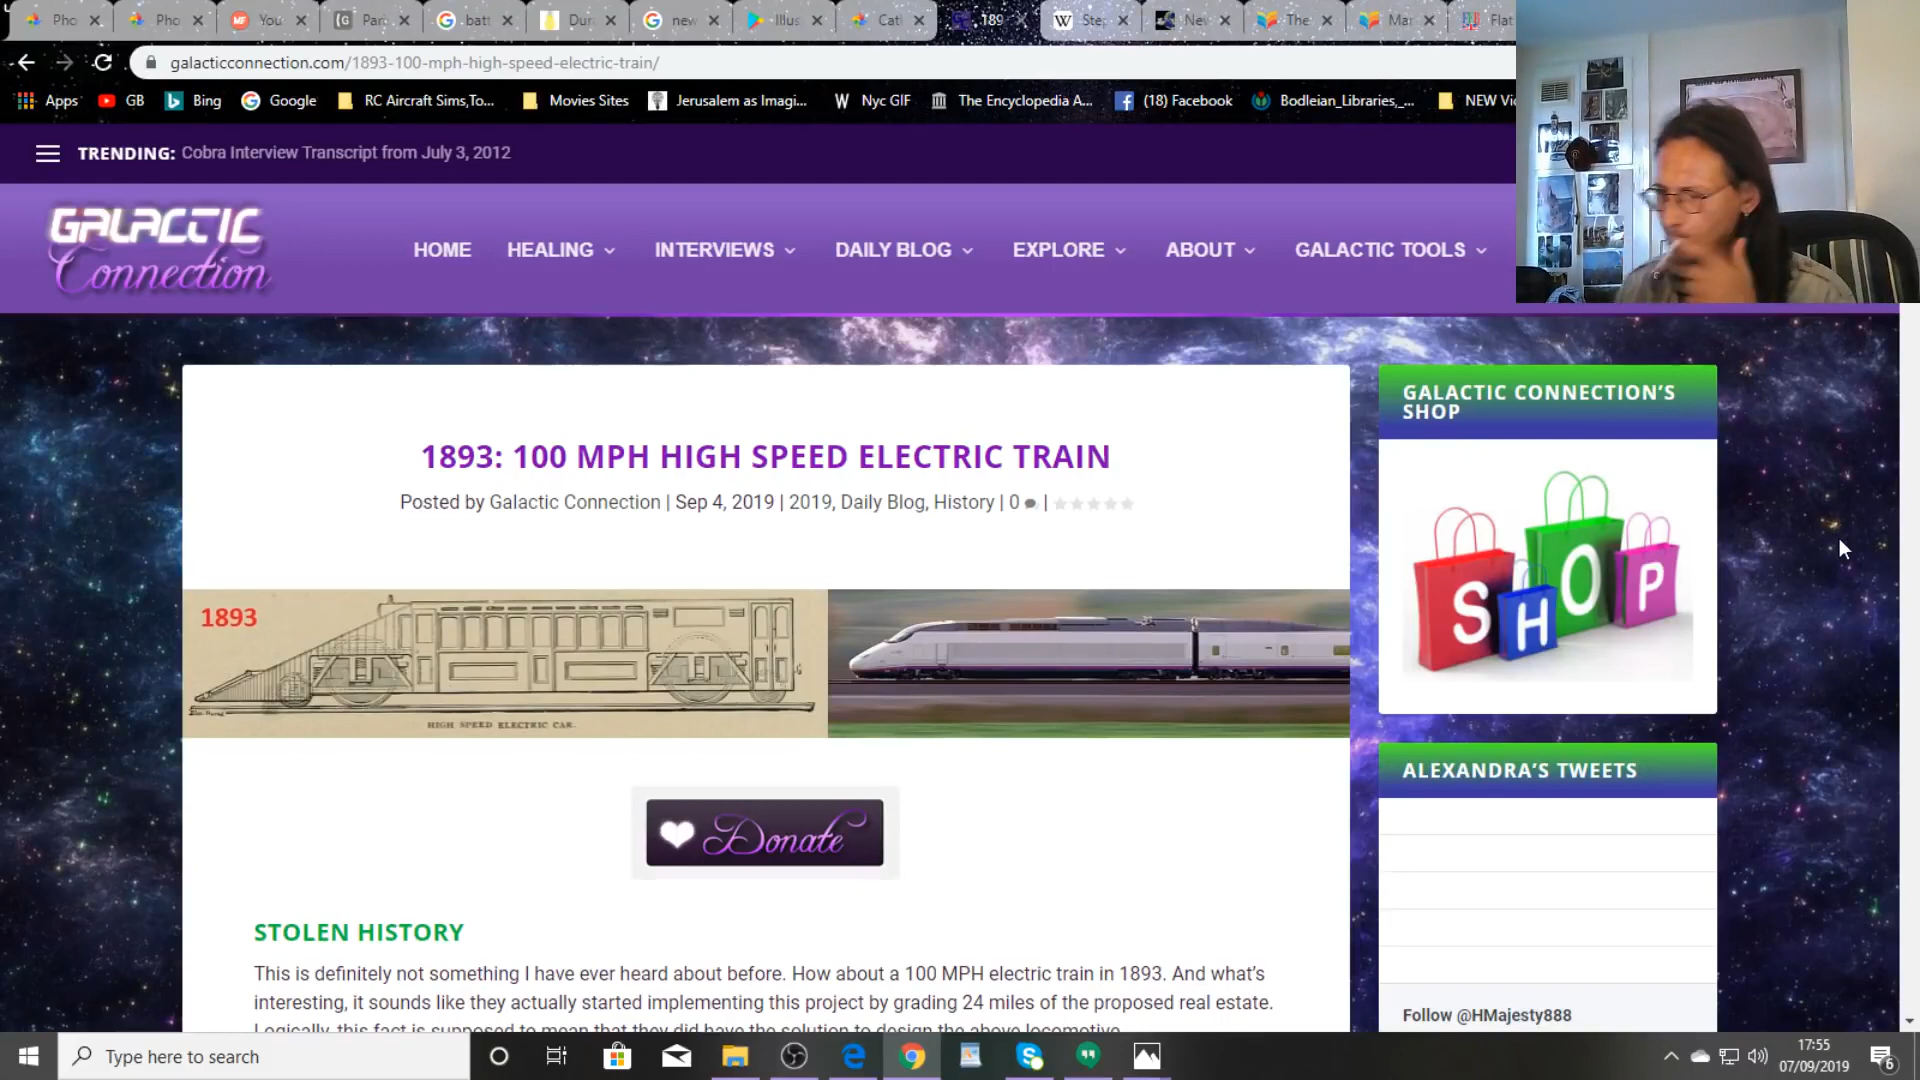 Pho
Pho
You
Par
batt
Dur
new
Illus
Cat
189
Ste
Nev
The
Mar
Flat
galacticconnection.com/1893-100-mph-high-speed-electric-train/
Apps
GB
Bing
Google
RC Aircraft Sims,To...
Movies Sites
Jerusalem as Imagi...
Nyc GIF
The Encyclopedia A...
(18) Facebook
Bodleian_Libraries,_...
NEW Vi
TRENDING: Cobra Interview Transcript from July 3, 2012
GALACTIC
Connection
HOME
HEALING
INTERVIEWS
DAILY BLOG
EXPLORE
ABOUT
GALACTIC TOOLS
1893: 100 MPH HIGH SPEED ELECTRIC TRAIN
Posted by Galactic Connection | Sep 4, 2019 | 2019, Daily Blog, History | 0 |
1893
HIGH SPEED ELECTRIC CAR.
Donate
STOLEN HISTORY
This is definitely not something I have ever heard about before. How about a 100 MPH electric train in 1893. And what's
interesting, it sounds like they actually started implementing this project by grading 24 miles of the proposed real estate.
Logically, this fact is supposed to mean that they did have the solution to design the above locomotive.
GALACTIC CONNECTION'S
SHOP
SHOP
ALEXANDRA'S TWEETS
Follow @HMajesty888
Type here to search
17:55
07/09/2019
6